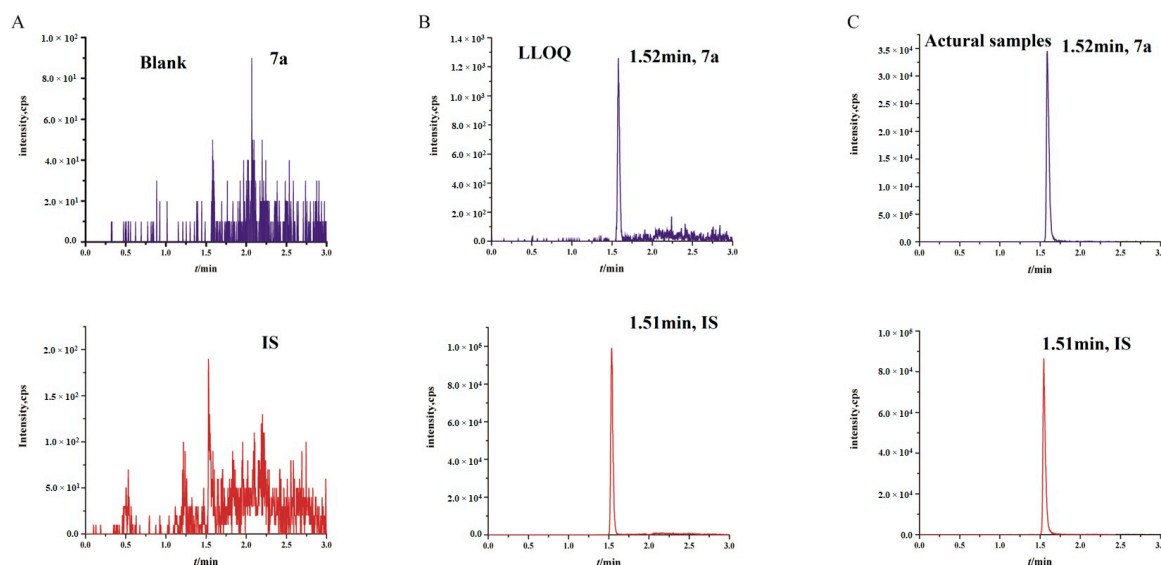 A
1.0 × 10²
8.0 × 10¹
6.0 × 10¹
4.0 × 10¹
2.0 × 10¹
0.0
intensity,cps
Blank
7a
0.0 0.5 1.0 1.5 2.0 2.5 3.0
t/min
B
1.4 × 10³
1.2 × 10³
1.0 × 10³
8.0 × 10²
6.0 × 10²
4.0 × 10²
2.0 × 10²
0.0
intensity,cps
LLOQ
1.52min, 7a
0.0 0.5 1.0 1.5 2.0 2.5 3.0
t/min
C
3.5 × 10⁴
3.0 × 10⁴
2.5 × 10⁴
2.0 × 10⁴
1.5 × 10⁴
1.0 × 10⁴
5.0 ×
0.0
intensity,cps
Actural samples
1.52min, 7a
0.0 0.5 1.0 1.5 2.0 2.5 3.0
t/min
2.0 × 10²
1.5 × 10²
1.0 × 10²
5.0 × 10¹
0.0
Intensity,cps
IS
0.0 0.5 1.0 1.5 2.0 2.5 3.0
t/min
1.0 ×
8.0 × 10⁴
6.0 × 10⁴
4.0 × 10⁴
2.0 × 10⁴
0.0
intensity,cps
1.51min, IS
0.0 0.5 1.0 1.5 2.0 2.5 3.0
t/min
1.0 ×
8.0 × 10⁴
6.0 × 10⁴
4.0 × 10⁴
2.0 × 10⁴
0.0
intensity,cps
1.51min, IS
0.0 0.5 1.0 1.5 2.0 2.5 3.0
t/min